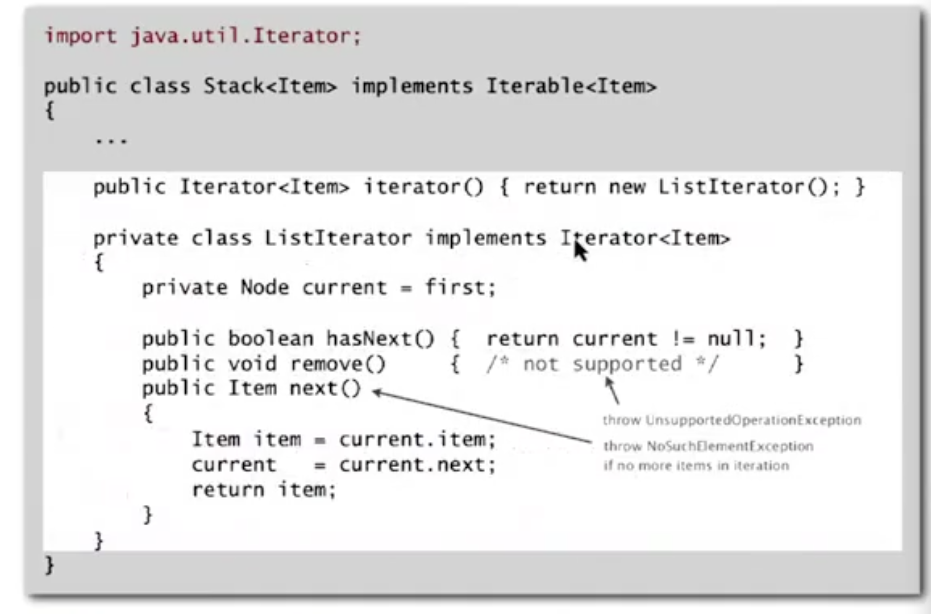 import java.util.Iterator;
public class Stack<Item> implements Iterable<Item>
{
...
public Iterator<Item> iterator() { return new ListIterator(); }
private class ListIterator implements Iterator<Item>
{
private Node current = first;
public boolean hasNext() { return current != null; }
public void remove() { /* not supported */ }
public Item next()
{
throw UnsupportedOperationException
Item item = current.item;
throw NoSuchElementException
current = current.next;
if no more items in iteration
return item;
}
}
}